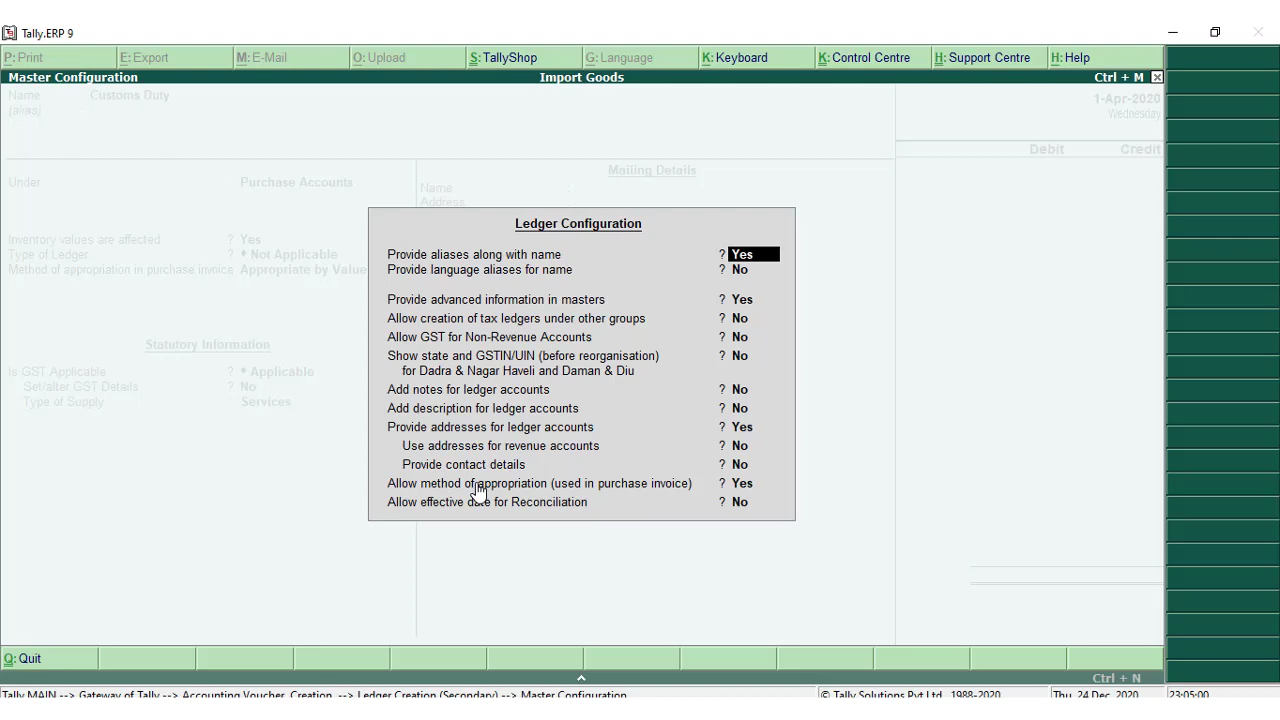 Tally.ERP 9
P: Print E: Export M: E-Mail O: Upload S: TallyShop G: Language K: Keyboard K: Control Centre H: Support Centre H: Help
Master Configuration Import Goods Ctrl + M
Name Customs Duty 1-Apr-2020
(alias) Wednesday
Debit Credit
Mailing Details
Under Purchase Accounts Name :
Address
Inventory values are affected ? Yes
Type of Ledger ? ♦ Not Applicable
Method of appropriation in purchase invoice Appropriate by Value
Statutory Information
Is GST Applicable ? ♦ Applicable
Set/alter GST Details ? No
Type of Supply : Services
Ledger Configuration
Provide aliases along with name ? Yes
Provide language aliases for name ? No
Provide advanced information in masters ? Yes
Allow creation of tax ledgers under other groups ? No
Allow GST for Non-Revenue Accounts ? No
Show state and GSTIN/UIN (before reorganisation) ? No
for Dadra & Nagar Haveli and Daman & Diu
Add notes for ledger accounts ? No
Add description for ledger accounts ? No
Provide addresses for ledger accounts ? Yes
Use addresses for revenue accounts ? No
Provide contact details ? No
Allow method of appropriation (used in purchase invoice) ? Yes
Allow effective date for Reconciliation ? No
Q: Quit
Ctrl + N
Tally MAIN --> Gateway of Tally --> Accounting Voucher Creation --> Ledger Creation (Secondary) --> Master Configuration © Tally Solutions Pvt Ltd., 1988-2020 Thu, 24 Dec, 2020 23:05:00